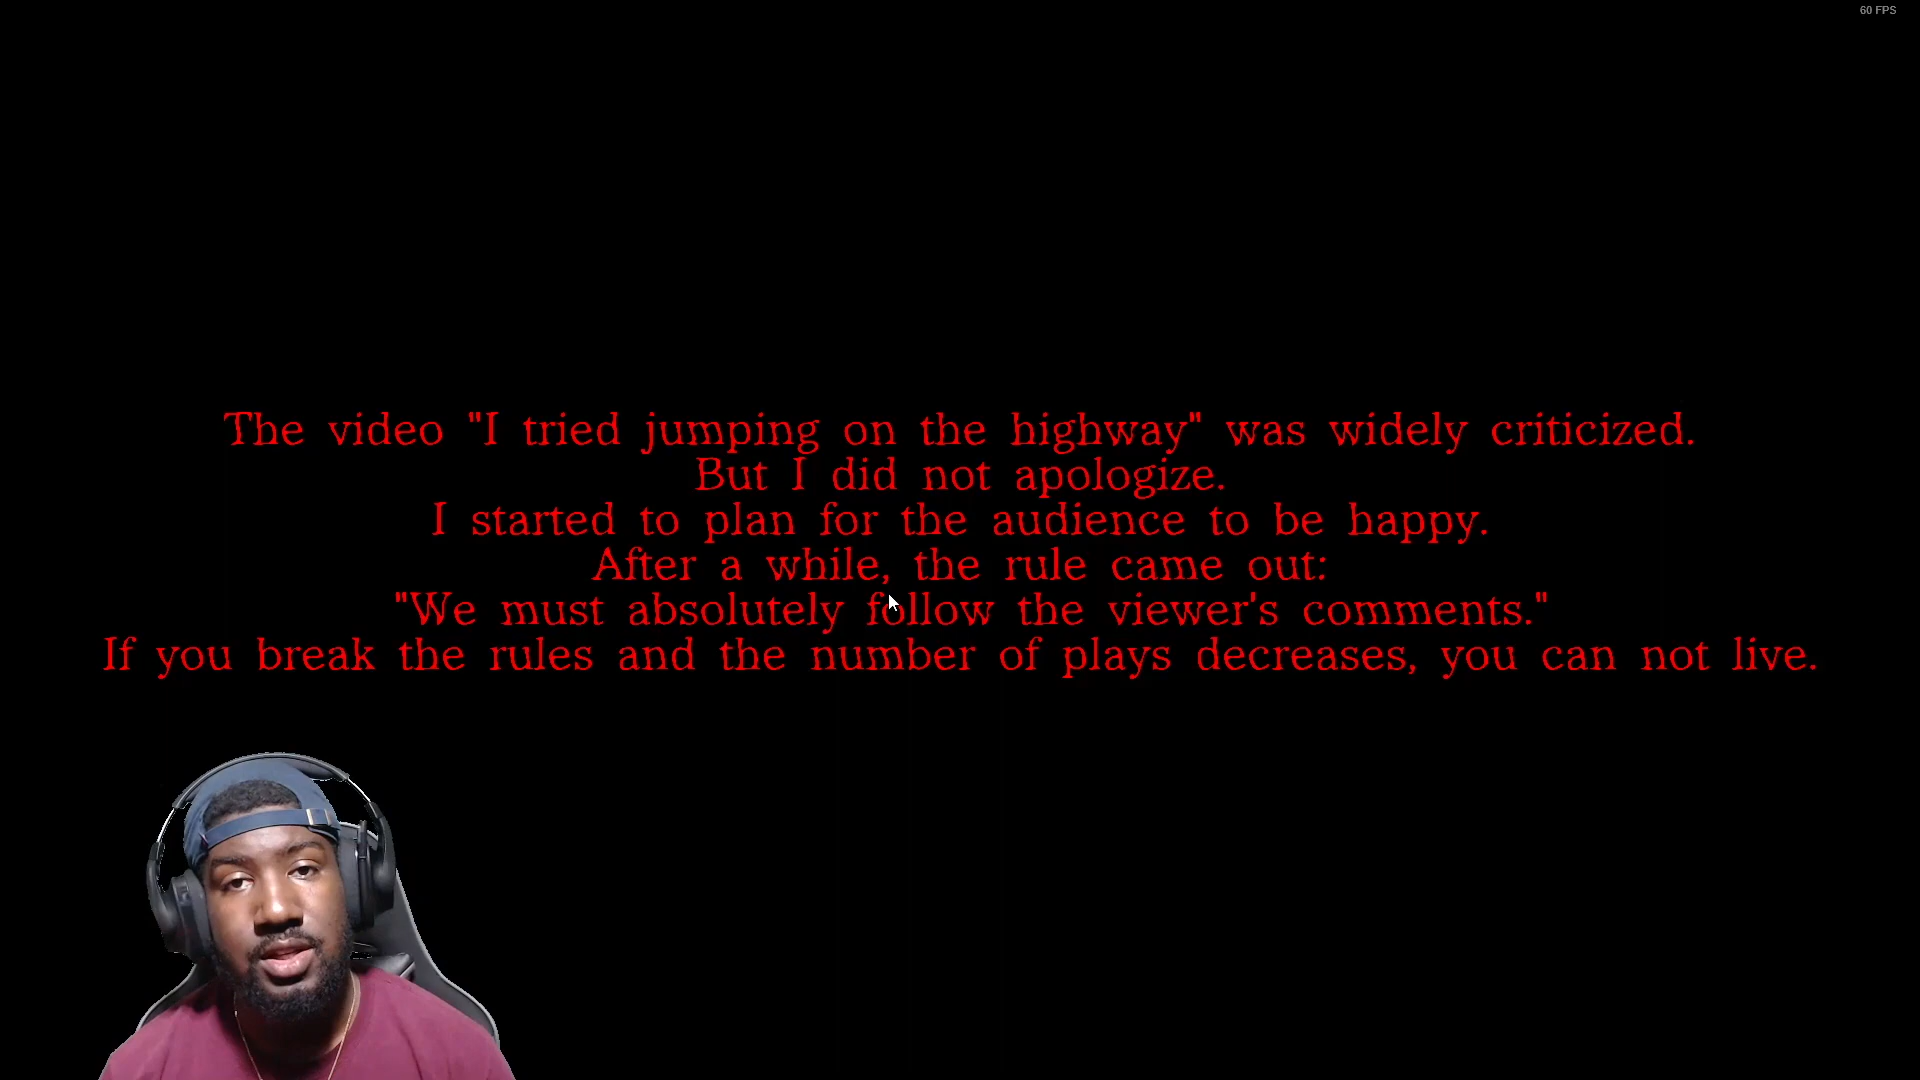 60 FPS
The video "I tried jumping on the highway" was widely criticized.
But I did not apologize.
I started to plan for the audience to be happy.
After a while, the rule came out:
"We must absolutely follow the viewer's comments."
If you break the rules and the number of plays decreases, you can not live.